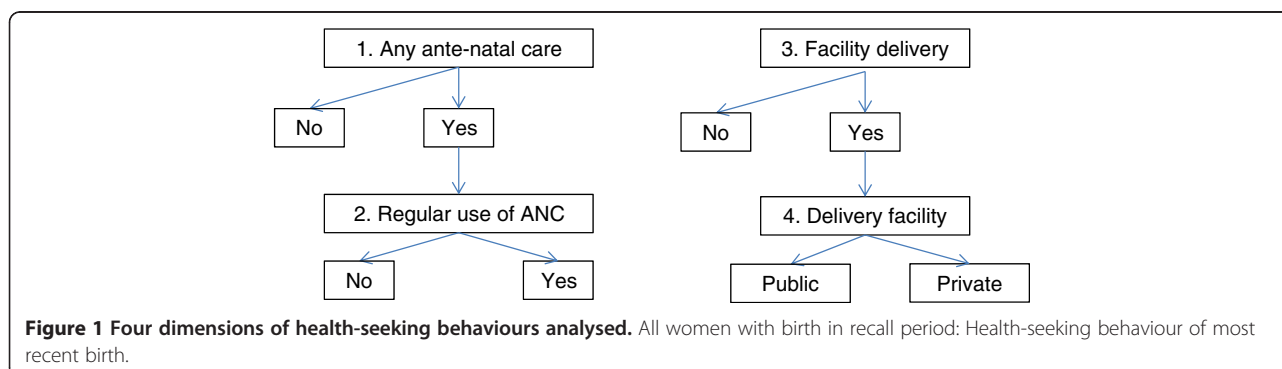 1. Any ante-natal care
No
Yes
2. Regular use of ANC
No
Yes
3. Facility delivery
No
Yes
4. Delivery facility
Public
Private
Figure 1 Four dimensions of health-seeking behaviours analysed. All women with birth in recall period: Health-seeking behaviour of most
recent birth.